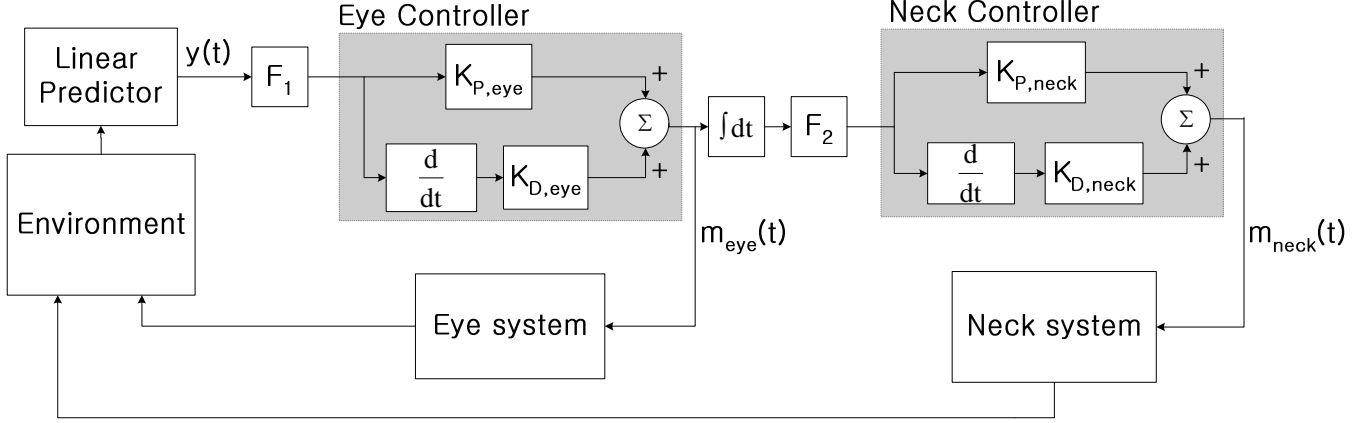 Eye Controller
Neck Controller
Linear
Predictor
y(t)
F1
KP,eye
+
Σ
d
dt
KD,eye
+
∫dt
F2
KP,neck
+
Σ
d
dt
KD,neck
+
Environment
meye(t)
mneck(t)
Eye system
Neck system